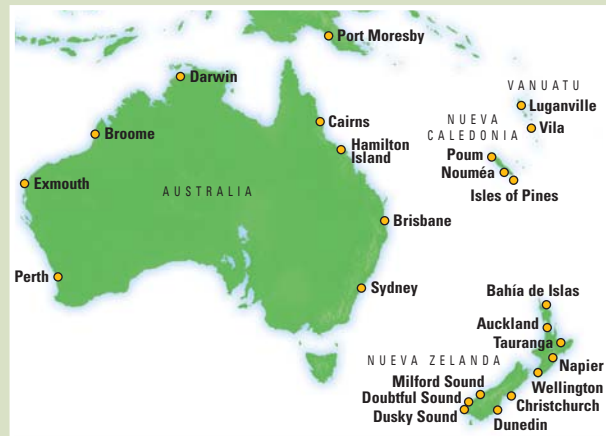 Port Moresby
Darwin
VANUATU
Luganville
NUEVA
CALEDONIA
Vila
Cairns
Broome
Hamilton
Island
Poum
Nouméa
Isles of Pines
Exmouth
AUSTRALIA
Brisbane
Perth
Sydney
Bahía de Islas
Auckland
Tauranga
NUEVA ZELANDA
Napier
Milford Sound
Wellington
Doubtful Sound
Christchurch
Dusky Sound
Dunedin